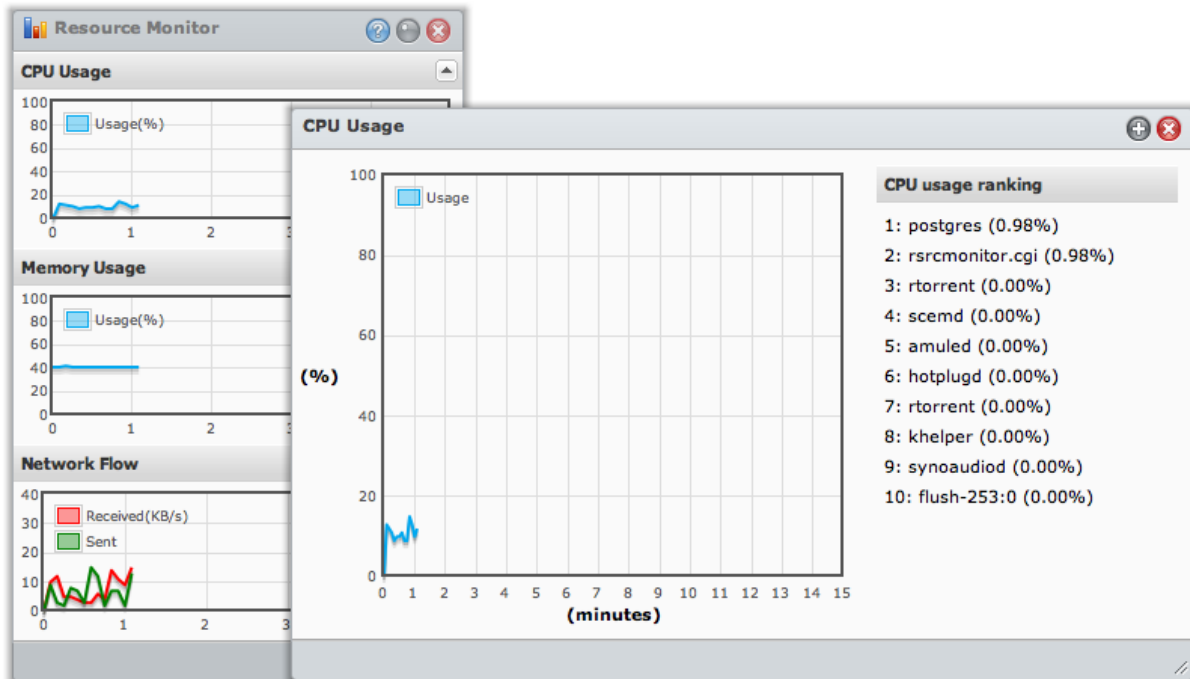 Resource Monitor
CPU Usage
100
80
60
40
20
0
Usage(%)
0 1 2
Memory Usage
100
80
60
40
20
0
Usage(%)
0 1 2
Network Flow
40
30
20
10
0
Received(KB/s)
Sent
0 1 2 3
CPU Usage
100
80
60
40
20
0
(%)
Usage
0 1 2 3 4 5 6 7 8 9 10 11 12 13 14 15
(minutes)
CPU usage ranking
1: postgres (0.98%)
2: rsrcmonitor.cgi (0.98%)
3: rtorrent (0.00%)
4: scemd (0.00%)
5: amuled (0.00%)
6: hotplugd (0.00%)
7: rtorrent (0.00%)
8: khelper (0.00%)
9: synoaudiod (0.00%)
10: flush-253:0 (0.00%)